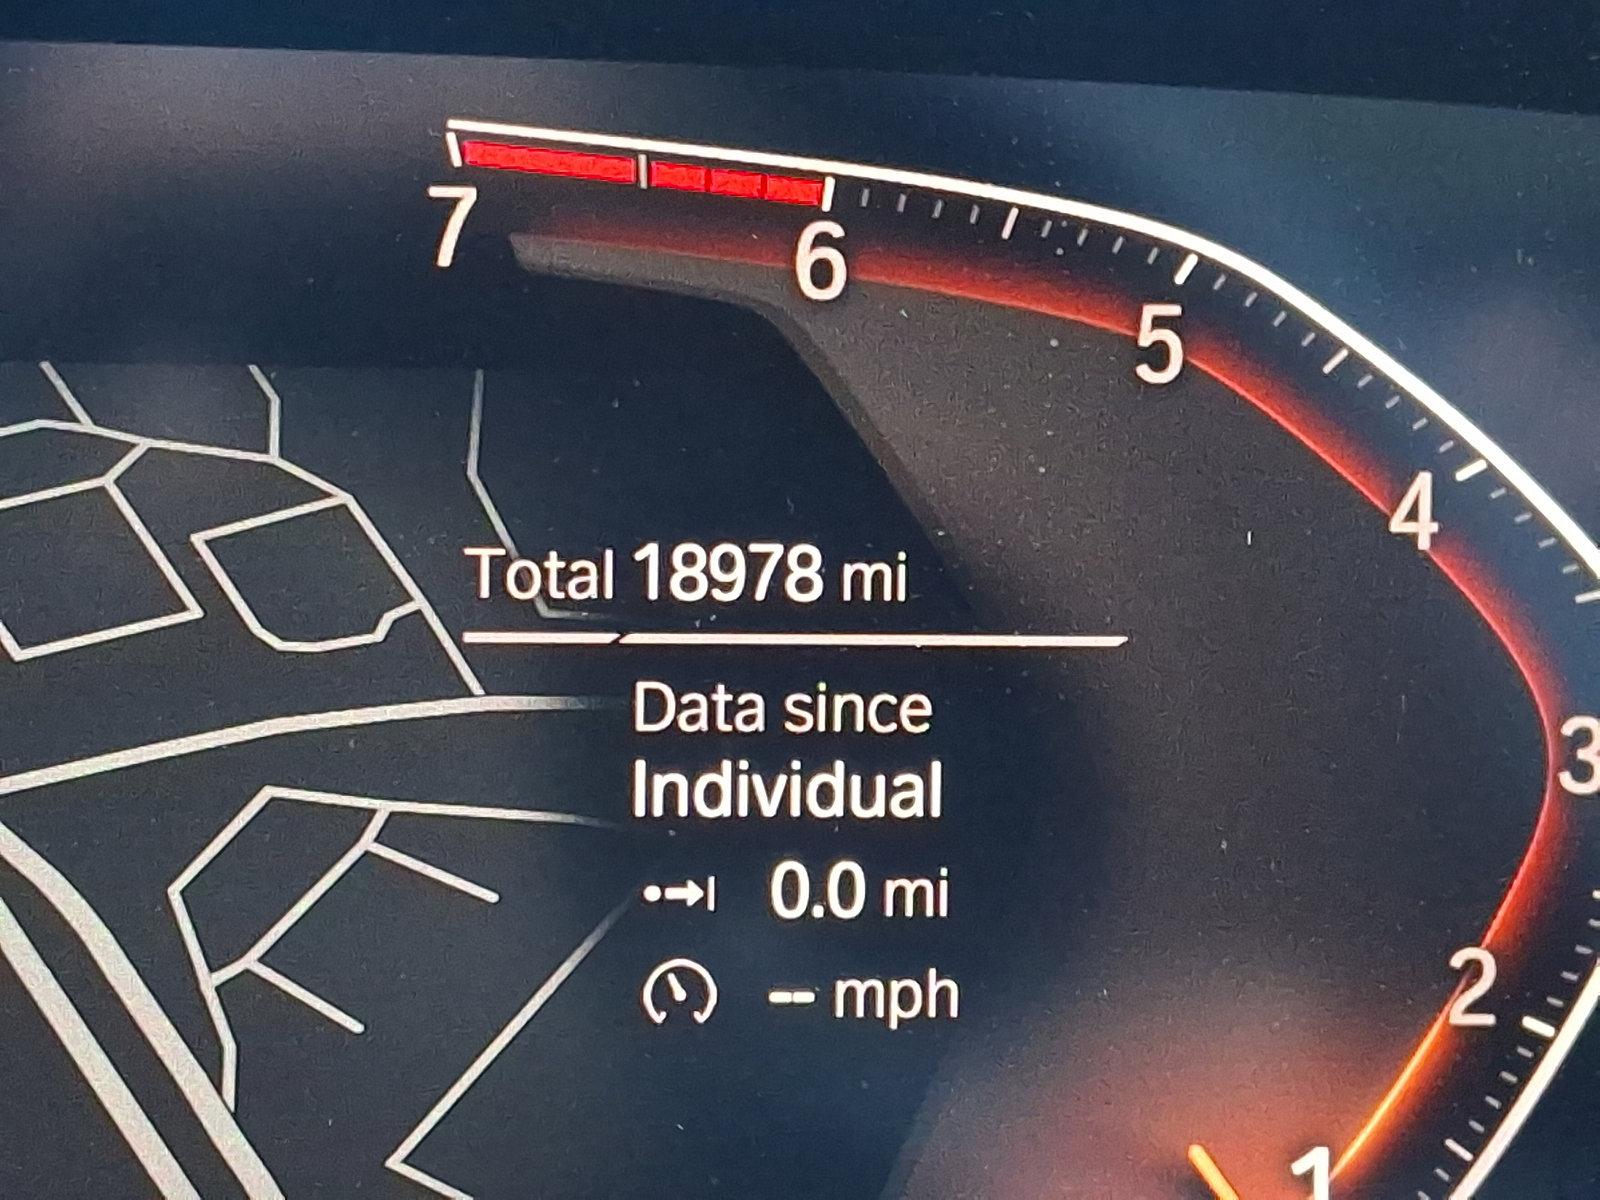 7
6
5
4
Total 18978 mi
Data since
3
Individual
0.0 mi
2
-- mph
1